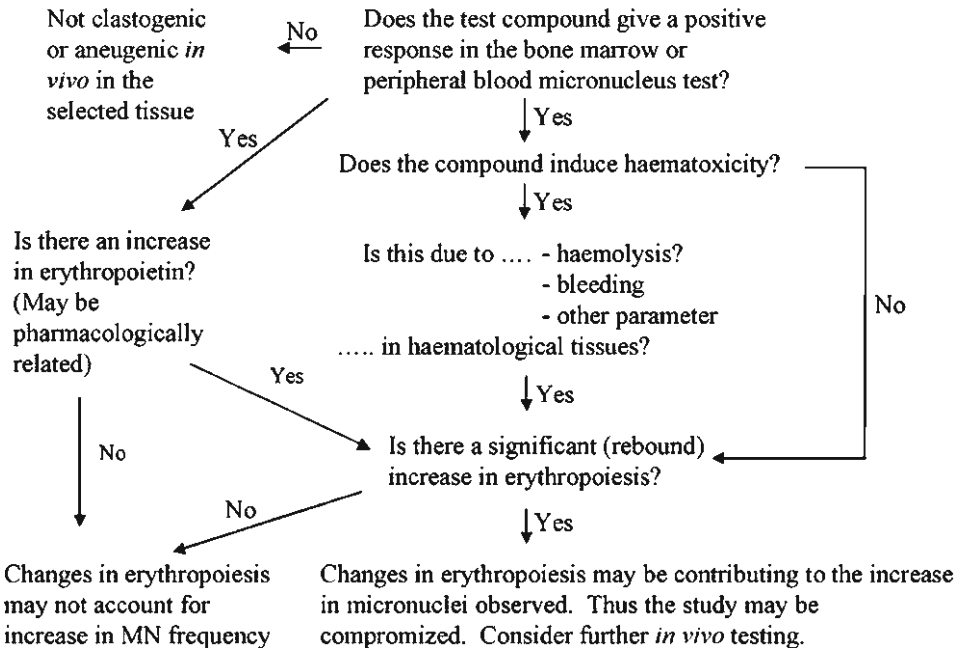 Not clastogenic
or aneugenic in
vivo in the
selected tissue
No
Does the test compound give a positive
response in the bone marrow or
peripheral blood micronucleus test?
Yes
Yes
Does the compound induce haematoxicity?
Yes
No
Is there an increase
in erythropoietin?
(May be
pharmacologically
related)
Is this due to .... - haemolysis?
- bleeding
- other parameter
..... in haematological tissues?
Yes
Yes
No
Is there a significant (rebound)
increase in erythropoiesis?
No
Yes
Changes in erythropoiesis
may not account for
increase in MN frequency
Changes in erythropoiesis may be contributing to the increase
in micronuclei observed. Thus the study may be
compromized. Consider further in vivo testing.